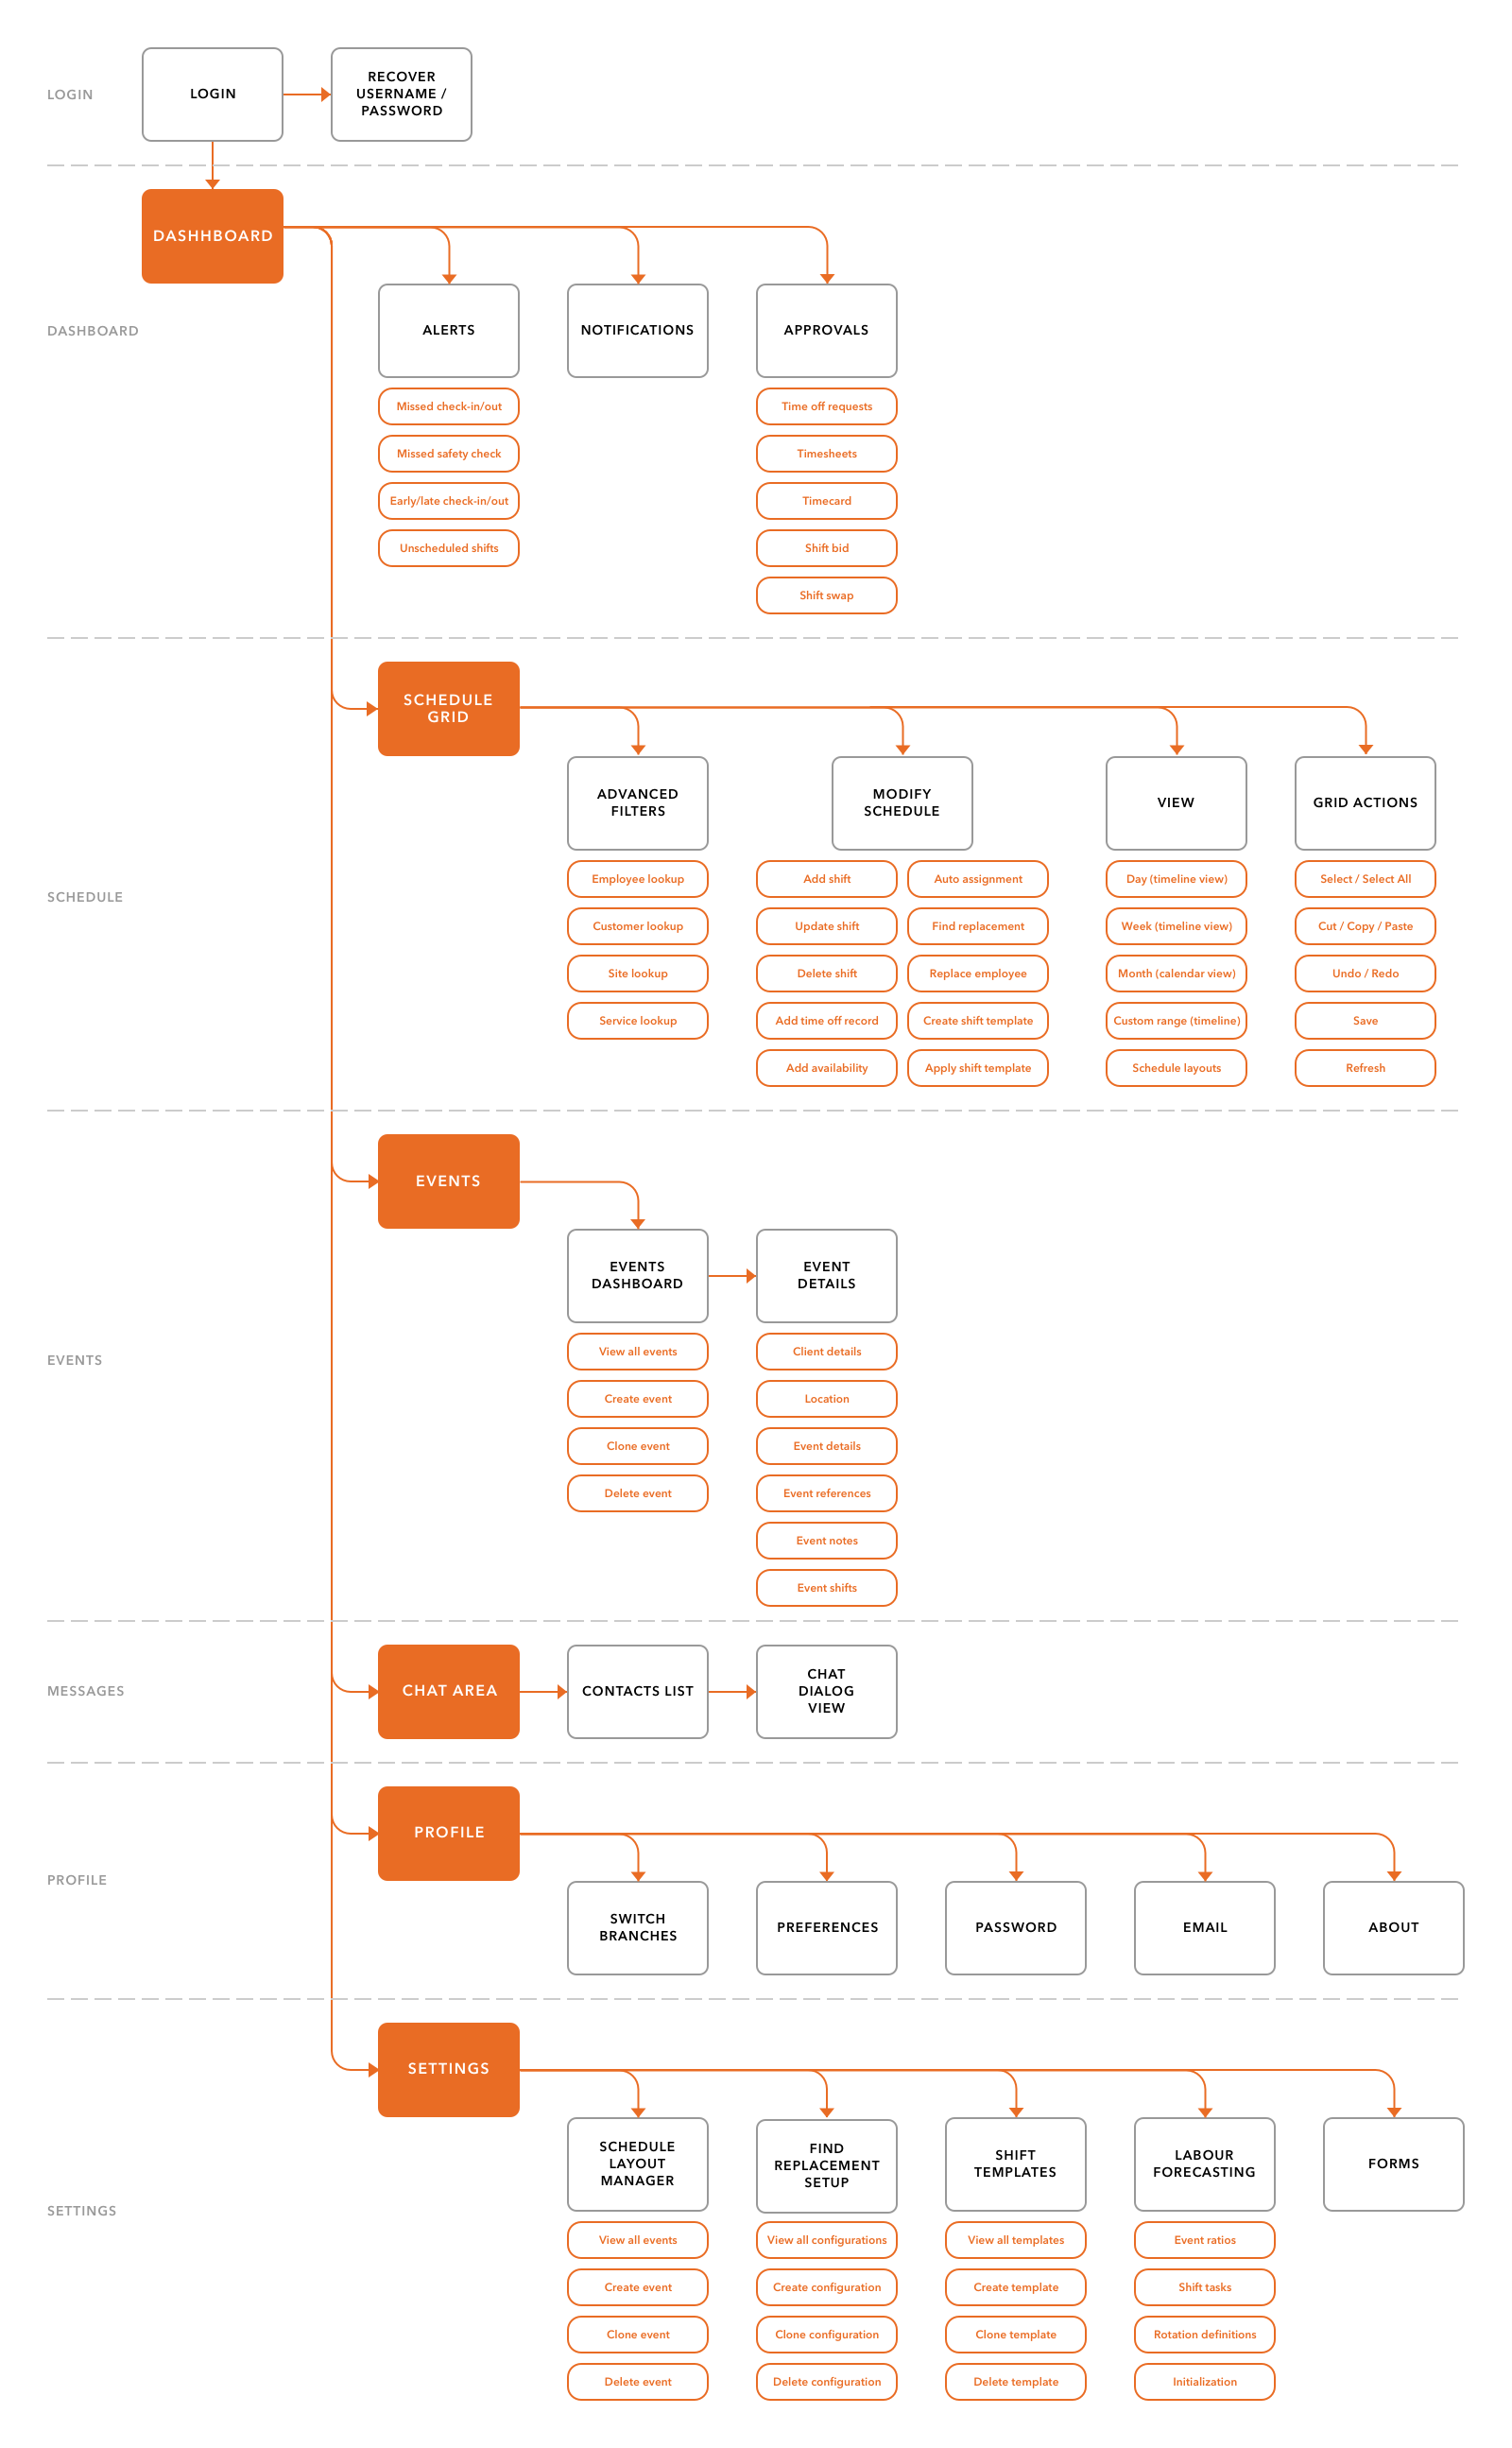 LOGIN
LOGIN
RECOVER
USERNAME /
PASSWORD
DASHHBOARD
DASHBOARD
ALERTS
NOTIFICATIONS
APPROVALS
Missed check-in/out
Time off requests
Missed safety check
Timesheets
Early/late check-in/out
Timecard
Unscheduled shifts
Shift bid
Shift swap
SCHEDULE
GRID
ADVANCED
FILTERS
MODIFY
SCHEDULE
VIEW
GRID ACTIONS
SCHEDULE
Employee lookup
Add shift
Auto assignment
Day (timeline view)
Select / Select All
Customer lookup
Update shift
Find replacement
Week (timeline view)
Cut / Copy / Paste
Site lookup
Delete shift
Replace employee
Month (calendar view)
Undo / Redo
Service lookup
Add time off record
Create shift template
Custom range (timeline)
Save
Add availability
Apply shift template
Schedule layouts
Refresh
EVENTS
EVENTS
DASHBOARD
EVENT
DETAILS
EVENTS
View all events
Client details
Create event
Location
Clone event
Event details
Delete event
Event references
Event notes
Event shifts
MESSAGES
CHAT AREA
CONTACTS LIST
CHAT
DIALOG
VIEW
PROFILE
PROFILE
SWITCH
BRANCHES
PREFERENCES
PASSWORD
EMAIL
ABOUT
SETTINGS
SCHEDULE
LAYOUT
MANAGER
FIND
REPLACEMENT
SETUP
SHIFT
TEMPLATES
LABOUR
FORECASTING
FORMS
SETTINGS
View all events
View all configurations
View all templates
Event ratios
Create event
Create configuration
Create template
Shift tasks
Clone event
Clone configuration
Clone template
Rotation definitions
Delete event
Delete configuration
Delete template
Initialization